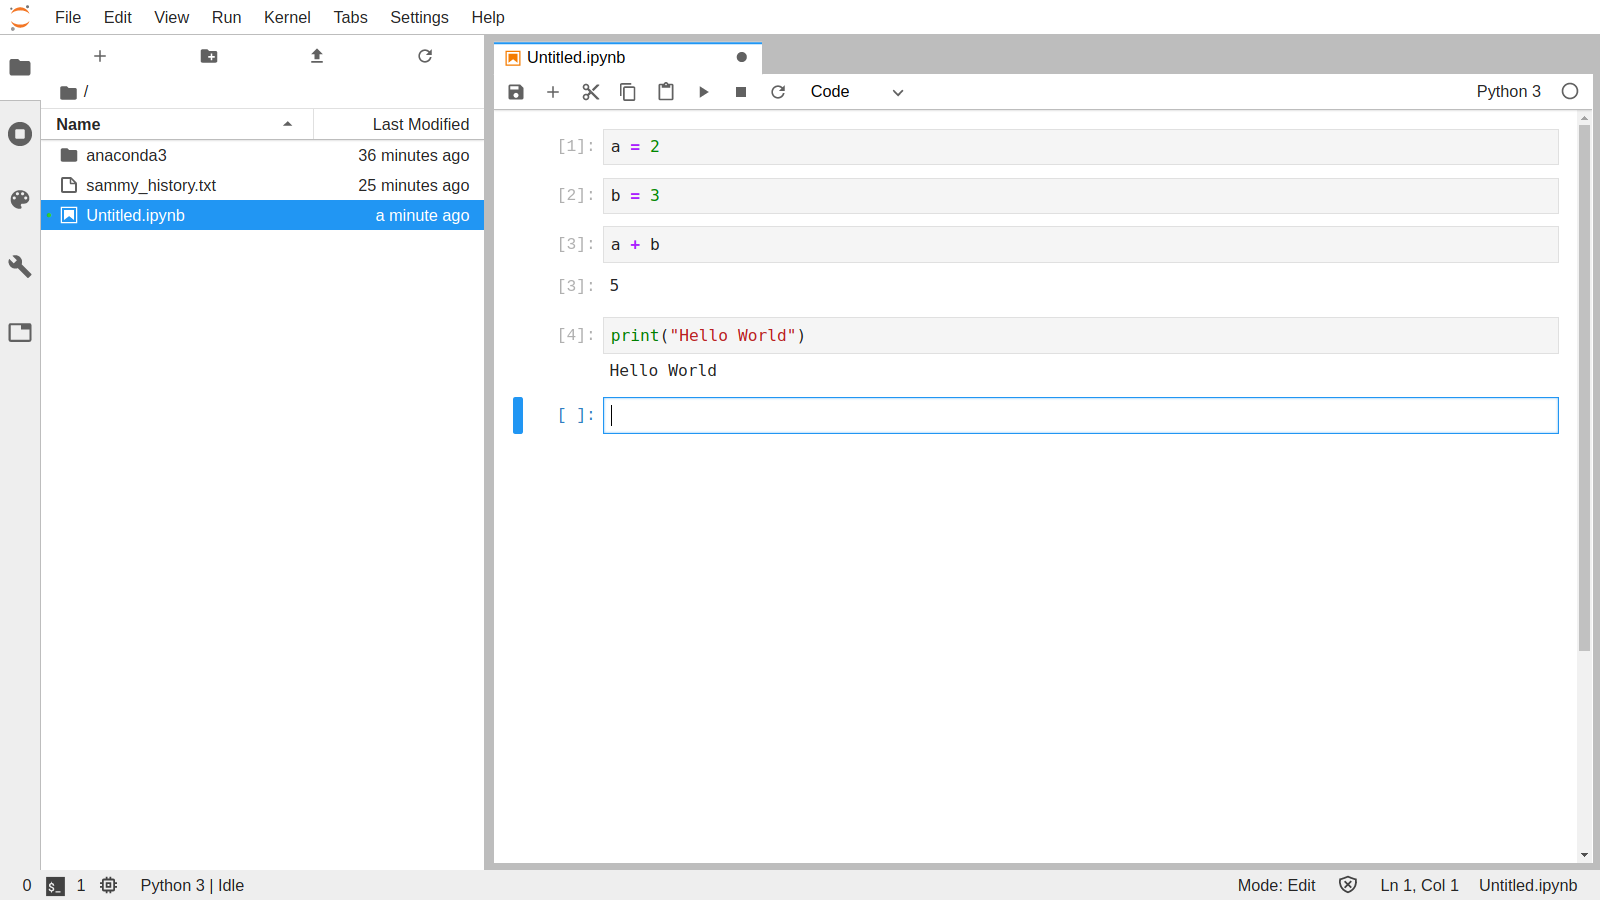 File Edit View Run Kernel Tabs Settings Help
/
Name Last Modified
anaconda3 36 minutes ago
sammy_history.txt 25 minutes ago
Untitled.ipynb a minute ago
Untitled.ipynb
Code Python 3
[1]: a = 2
[2]: b = 3
[3]: a + b
[3]: 5
[4]: print("Hello World")
Hello World
[ ]:
0 $_ 1 Python 3 | Idle Mode: Edit Ln 1, Col 1 Untitled.ipynb